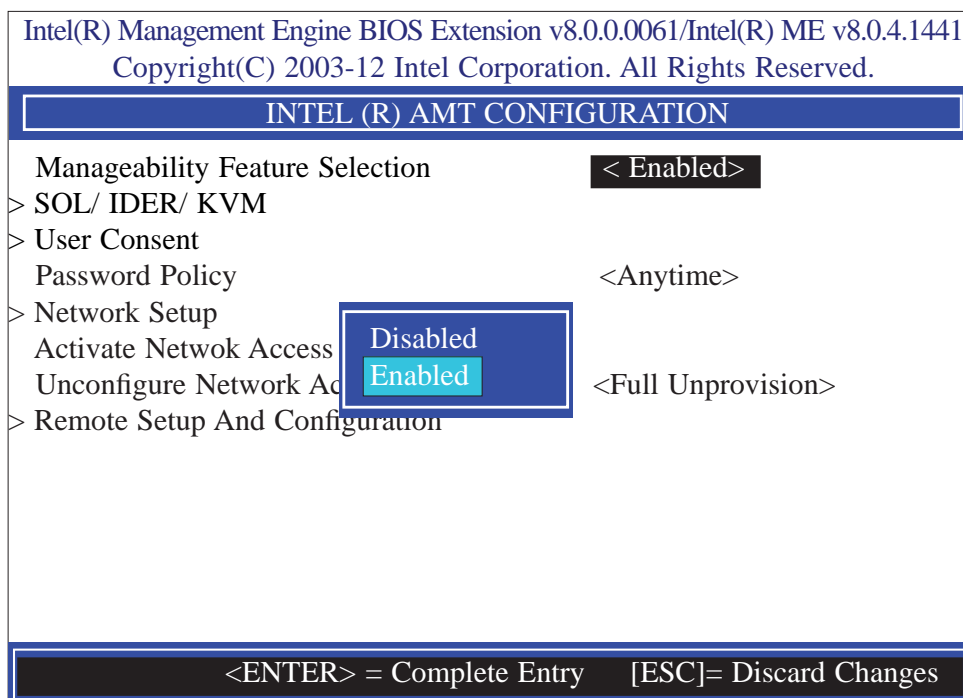 Intel(R) Management Engine BIOS Extension v8.0.0.0061/Intel(R) ME v8.0.4.1441
Copyright(C) 2003-12 Intel Corporation. All Rights Reserved.
INTEL (R) AMT CONFIGURATION
Manageability Feature Selection < Enabled>
> SOL/ IDER/ KVM
> User Consent
Password Policy <Anytime>
> Network Setup
Disabled
Activate Netwok Access
Enabled
Unconfigure Network Ac <Full Unprovision>
> Remote Setup And Configuration
<ENTER> = Complete Entry [ESC]= Discard Changes